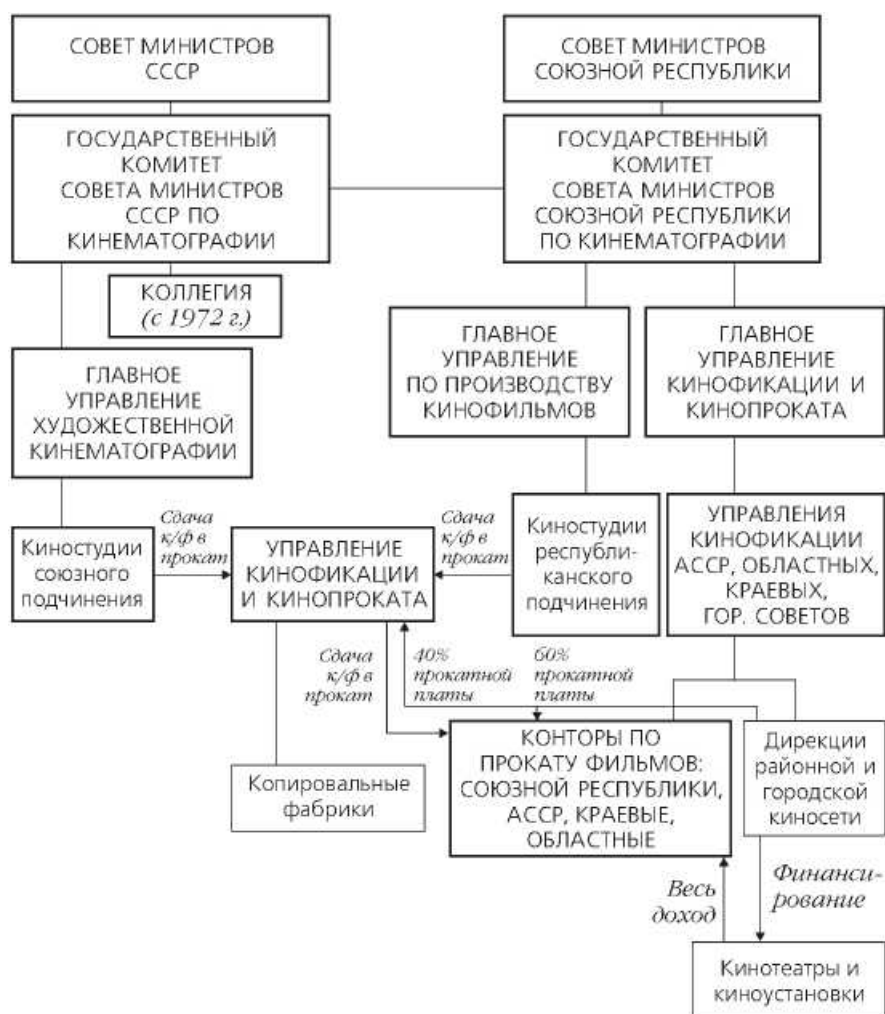 СОВЕТ МИНИСТРОВ
СССР
СОВЕТ МИНИСТРОВ
СОЮЗНОЙ РЕСПУБЛИКИ
ГОСУДАРСТВЕННЫЙ
КОМИТЕТ
СОВЕТА МИНИСТРОВ
СССР ПО
КИНЕМАТОГРАФИИ
ГОСУДАРСТВЕННЫЙ
КОМИТЕТ
СОВЕТА МИНИСТРОВ
СОЮЗНОЙ РЕСПУБЛИКИ
ПО КИНЕМАТОГРАФИИ
КОЛЛЕГИЯ
(с 1972 г.)
ГЛАВНОЕ
УПРАВЛЕНИЕ
ХУДОЖЕСТВЕННОЙ
КИНЕМАТОГРАФИИ
ГЛАВНОЕ
УПРАВЛЕНИЕ
ПО ПРОИЗВОДСТВУ
КИНОФИЛЬМОВ
ГЛАВНОЕ
УПРАВЛЕНИЕ
КИНОФИКАЦИИ И
КИНОПРОКАТА
Киностудии
союзного
подчинения
Сдача
к/ф в
прокат
УПРАВЛЕНИЕ
КИНОФИКАЦИИ
И КИНОПРОКАТА
Сдача
к/ф в
прокат
Киностудии
республи-
канского
подчинения
УПРАВЛЕНИЯ
КИНОФИКАЦИИ
АССР, ОБЛАСТНЫХ,
КРАЕВЫХ,
ГОР. СОВЕТОВ
Сдача
к/ф в
прокат
40%
прокатной
платы
60%
прокатной
платы
Копировальные
фабрики
КОНТОРЫ ПО
ПРОКАТУ ФИЛЬМОВ:
СОЮЗНОЙ РЕСПУБЛИКИ,
АССР, КРАЕВЫЕ,
ОБЛАСТНЫЕ
Дирекции
районной и
городской
киносети
Весь
доход
Финанси-
рование
Кинотеатры и
киноустановки